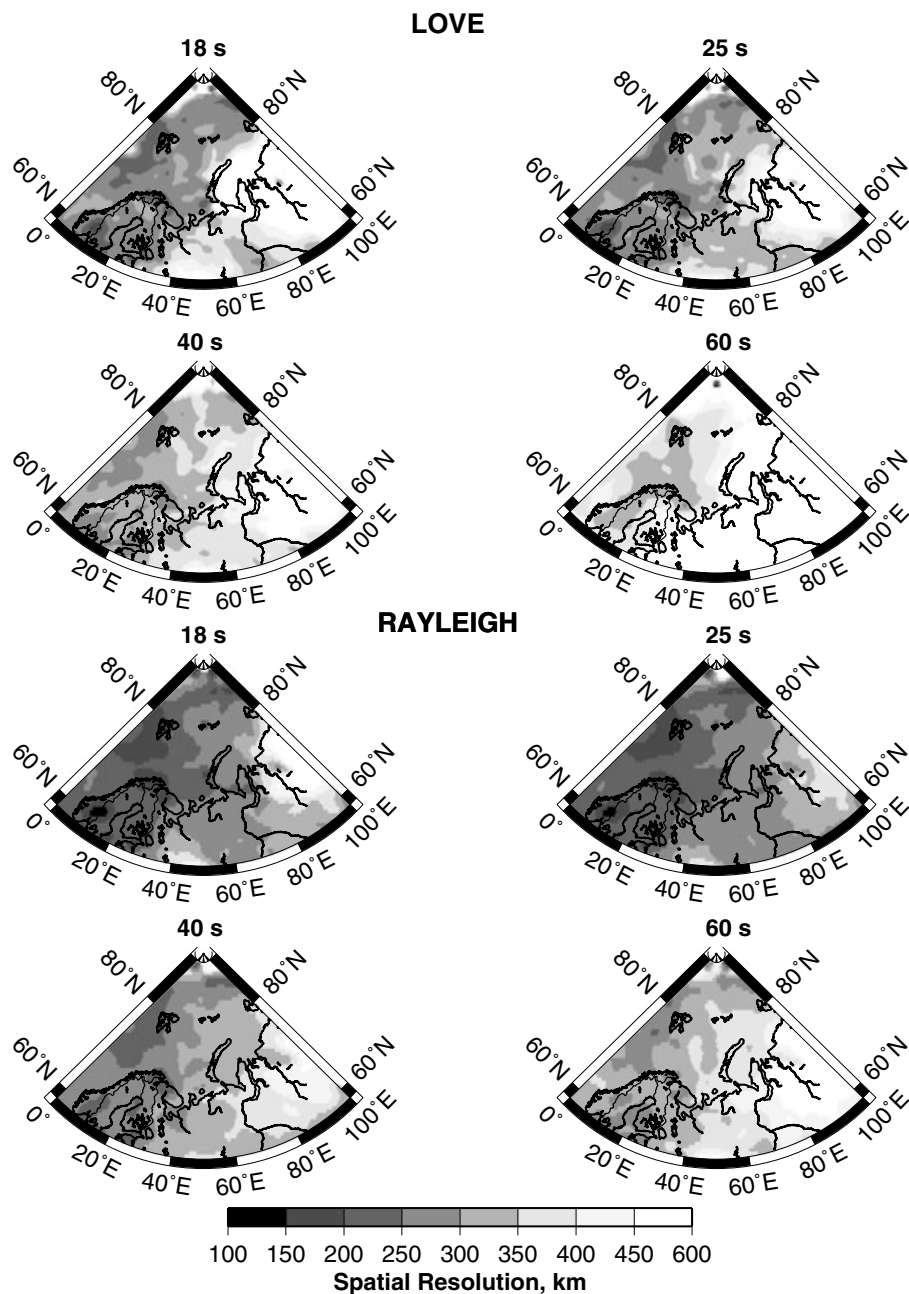 LOVE
18 s
25 s
80˚N
80˚N
80˚N
80˚N
60˚N
60˚N
60˚N
60˚N
0˚
20˚E
40˚E
60˚E
80˚E
100˚E
0˚
20˚E
40˚E
60˚E
80˚E
100˚E
40 s
60 s
80˚N
80˚N
80˚N
80˚N
60˚N
60˚N
60˚N
60˚N
0˚
20˚E
40˚E
60˚E
80˚E
100˚E
0˚
20˚E
40˚E
60˚E
80˚E
100˚E
RAYLEIGH
18 s
25 s
80˚N
80˚N
80˚N
80˚N
60˚N
60˚N
60˚N
60˚N
0˚
20˚E
40˚E
60˚E
80˚E
100˚E
0˚
20˚E
40˚E
60˚E
80˚E
100˚E
40 s
60 s
80˚N
80˚N
80˚N
80˚N
60˚N
60˚N
60˚N
60˚N
0˚
20˚E
40˚E
60˚E
80˚E
100˚E
0˚
20˚E
40˚E
60˚E
80˚E
100˚E
100 150 200 250 300 350 400 450 600
Spatial Resolution, km